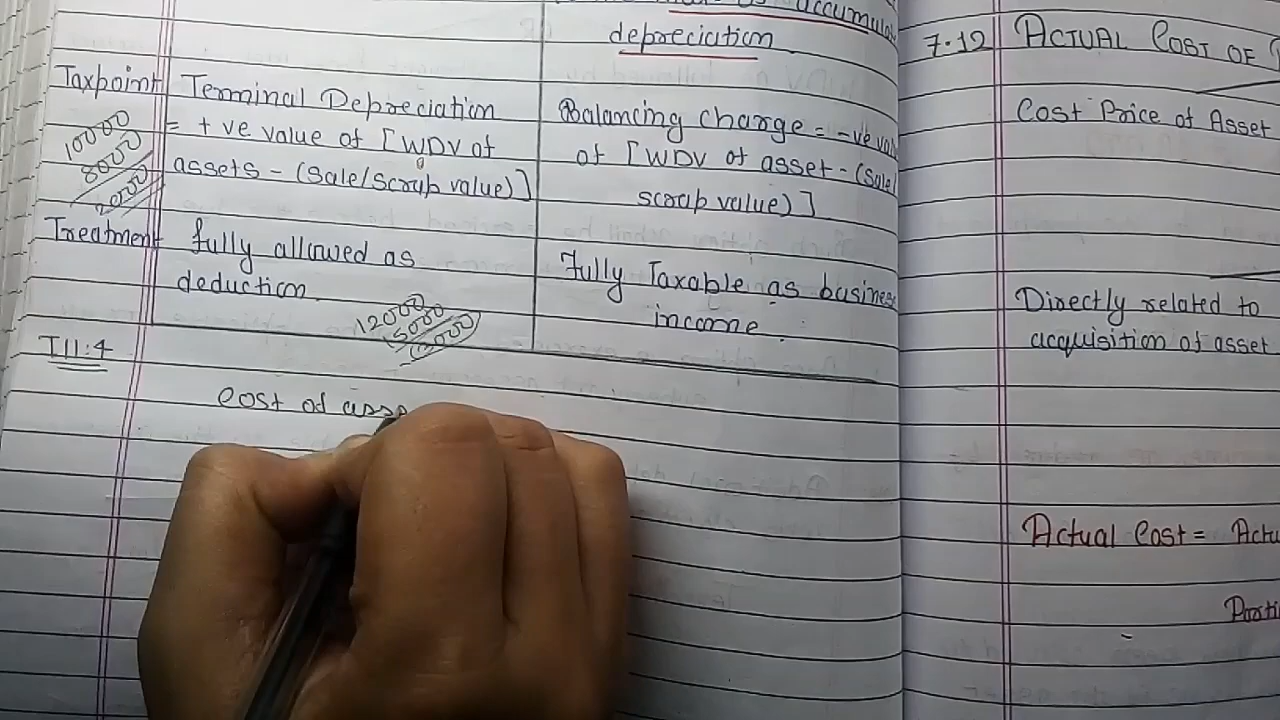 accumula
depreciation
Taxpoint
Terminal Depreciation
= +ve value of [WDV of
assets - (Sale/Scrap value)]
Balancing charge = -ve val
of [WDV of asset - (Sale/
scrap value)]
10000
8000
2000
Treatment
fully allowed as
deduction
Fully Taxable as business
income
12000
Ill:4
Cost of asse
7.12
ACTUAL COST OF
Cost Price of Asset
Directly related to
acquisition of asset
Actual Cost = Actu